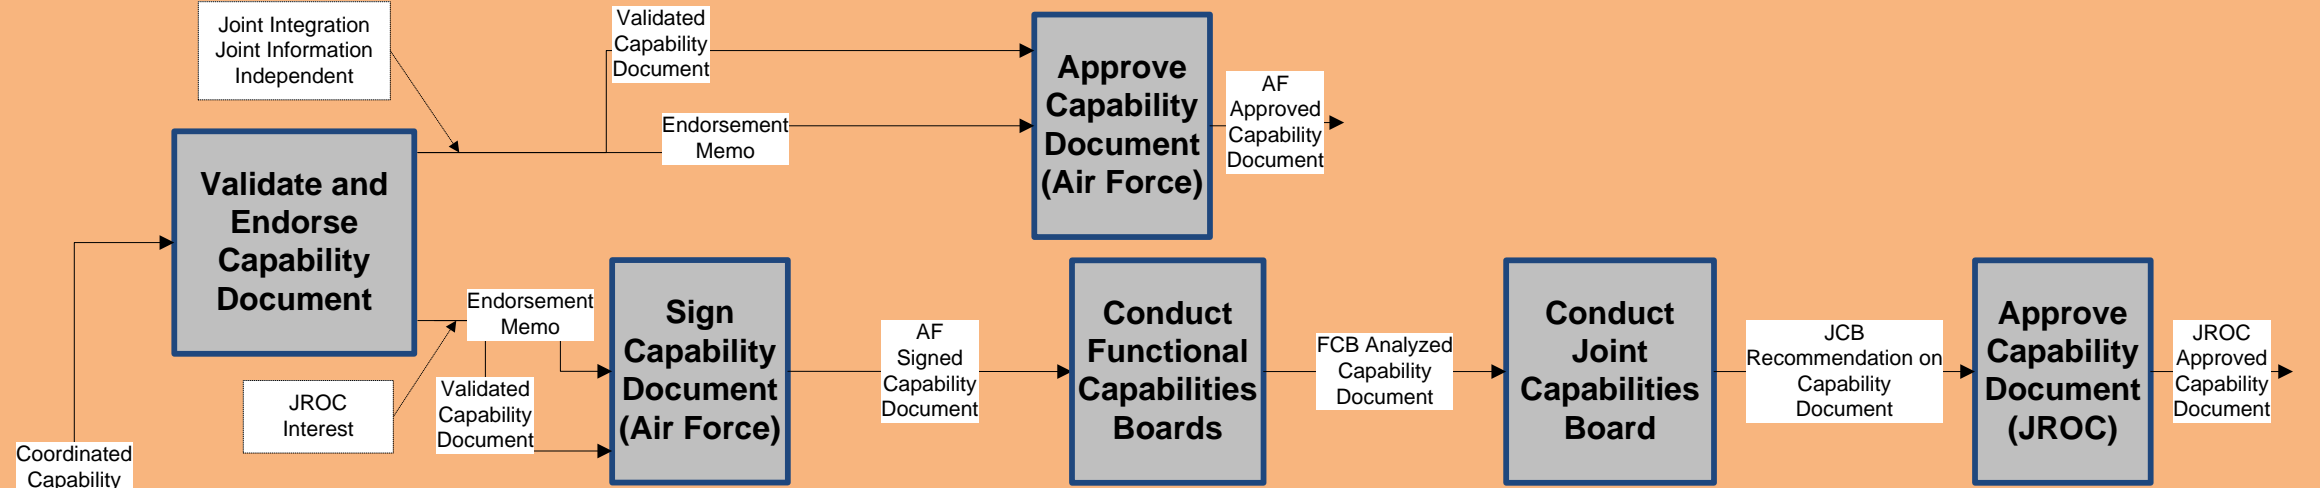 Joint Integration
Joint Information
Independent
Validated
Capability
Document
Endorsement
Memo
Approve
Capability
Document
(Air Force)
AF
Approved
Capability
Document
Validate and
Endorse
Capability
Document
Endorsement
Memo
JROC
Interest
Validated
Capability
Document
Sign
Capability
Document
(Air Force)
AF
Signed
Capability
Document
Conduct
Functional
Capabilities
Boards
FCB Analyzed
Capability
Document
Conduct
Joint
Capabilities
Board
JCB
Recommendation on
Capability
Document
Approve
Capability
Document
(JROC)
JROC
Approved
Capability
Document
Coordinated
Capability